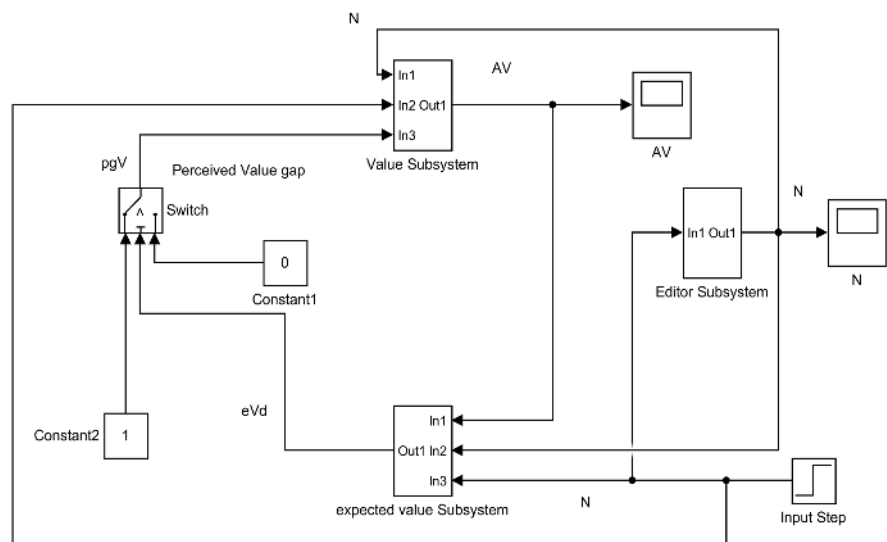 N
In1
In2 Out1
In3
Value Subsystem
AV
AV
pgV
Perceived Value gap
Switch
0
Constant1
In1 Out1
Editor Subsystem
N
N
Constant2
1
eVd
In1
Out1 In2
In3
expected value Subsystem
N
Input Step